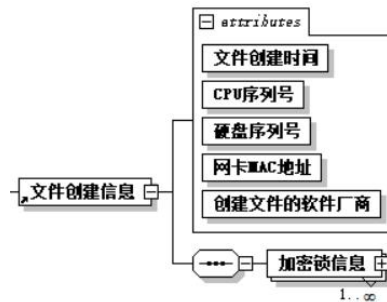 attributes
文件创建时间
CPU序列号
硬盘序列号
网卡MAC地址
文件创建信息
创建文件的软件厂商
加密锁信息
1..∞